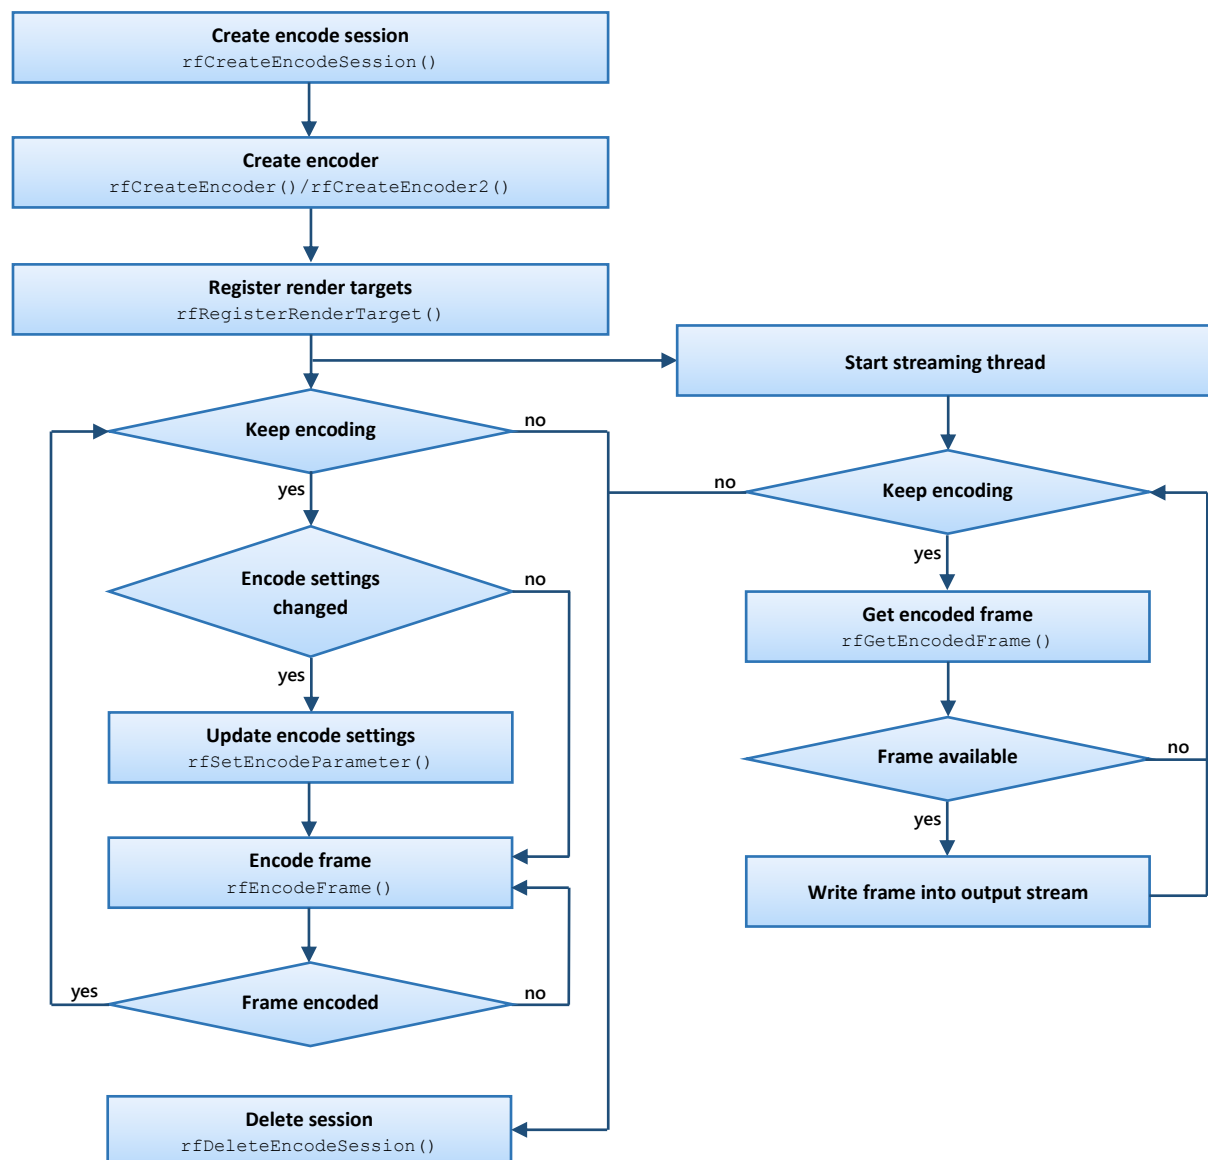 Create encode session
rfCreateEncodeSession()
Create encoder
rfCreateEncoder()/rfCreateEncoder2()
Register render targets
rfRegisterRenderTarget()
Start streaming thread
Keep encoding
no
yes
Encode settings
changed
no
yes
Update encode settings
rfSetEncodeParameter()
Encode frame
rfEncodeFrame()
Frame encoded
yes
no
Delete session
rfDeleteEncodeSession()
Keep encoding
no
yes
Get encoded frame
rfGetEncodedFrame()
Frame available
no
yes
Write frame into output stream